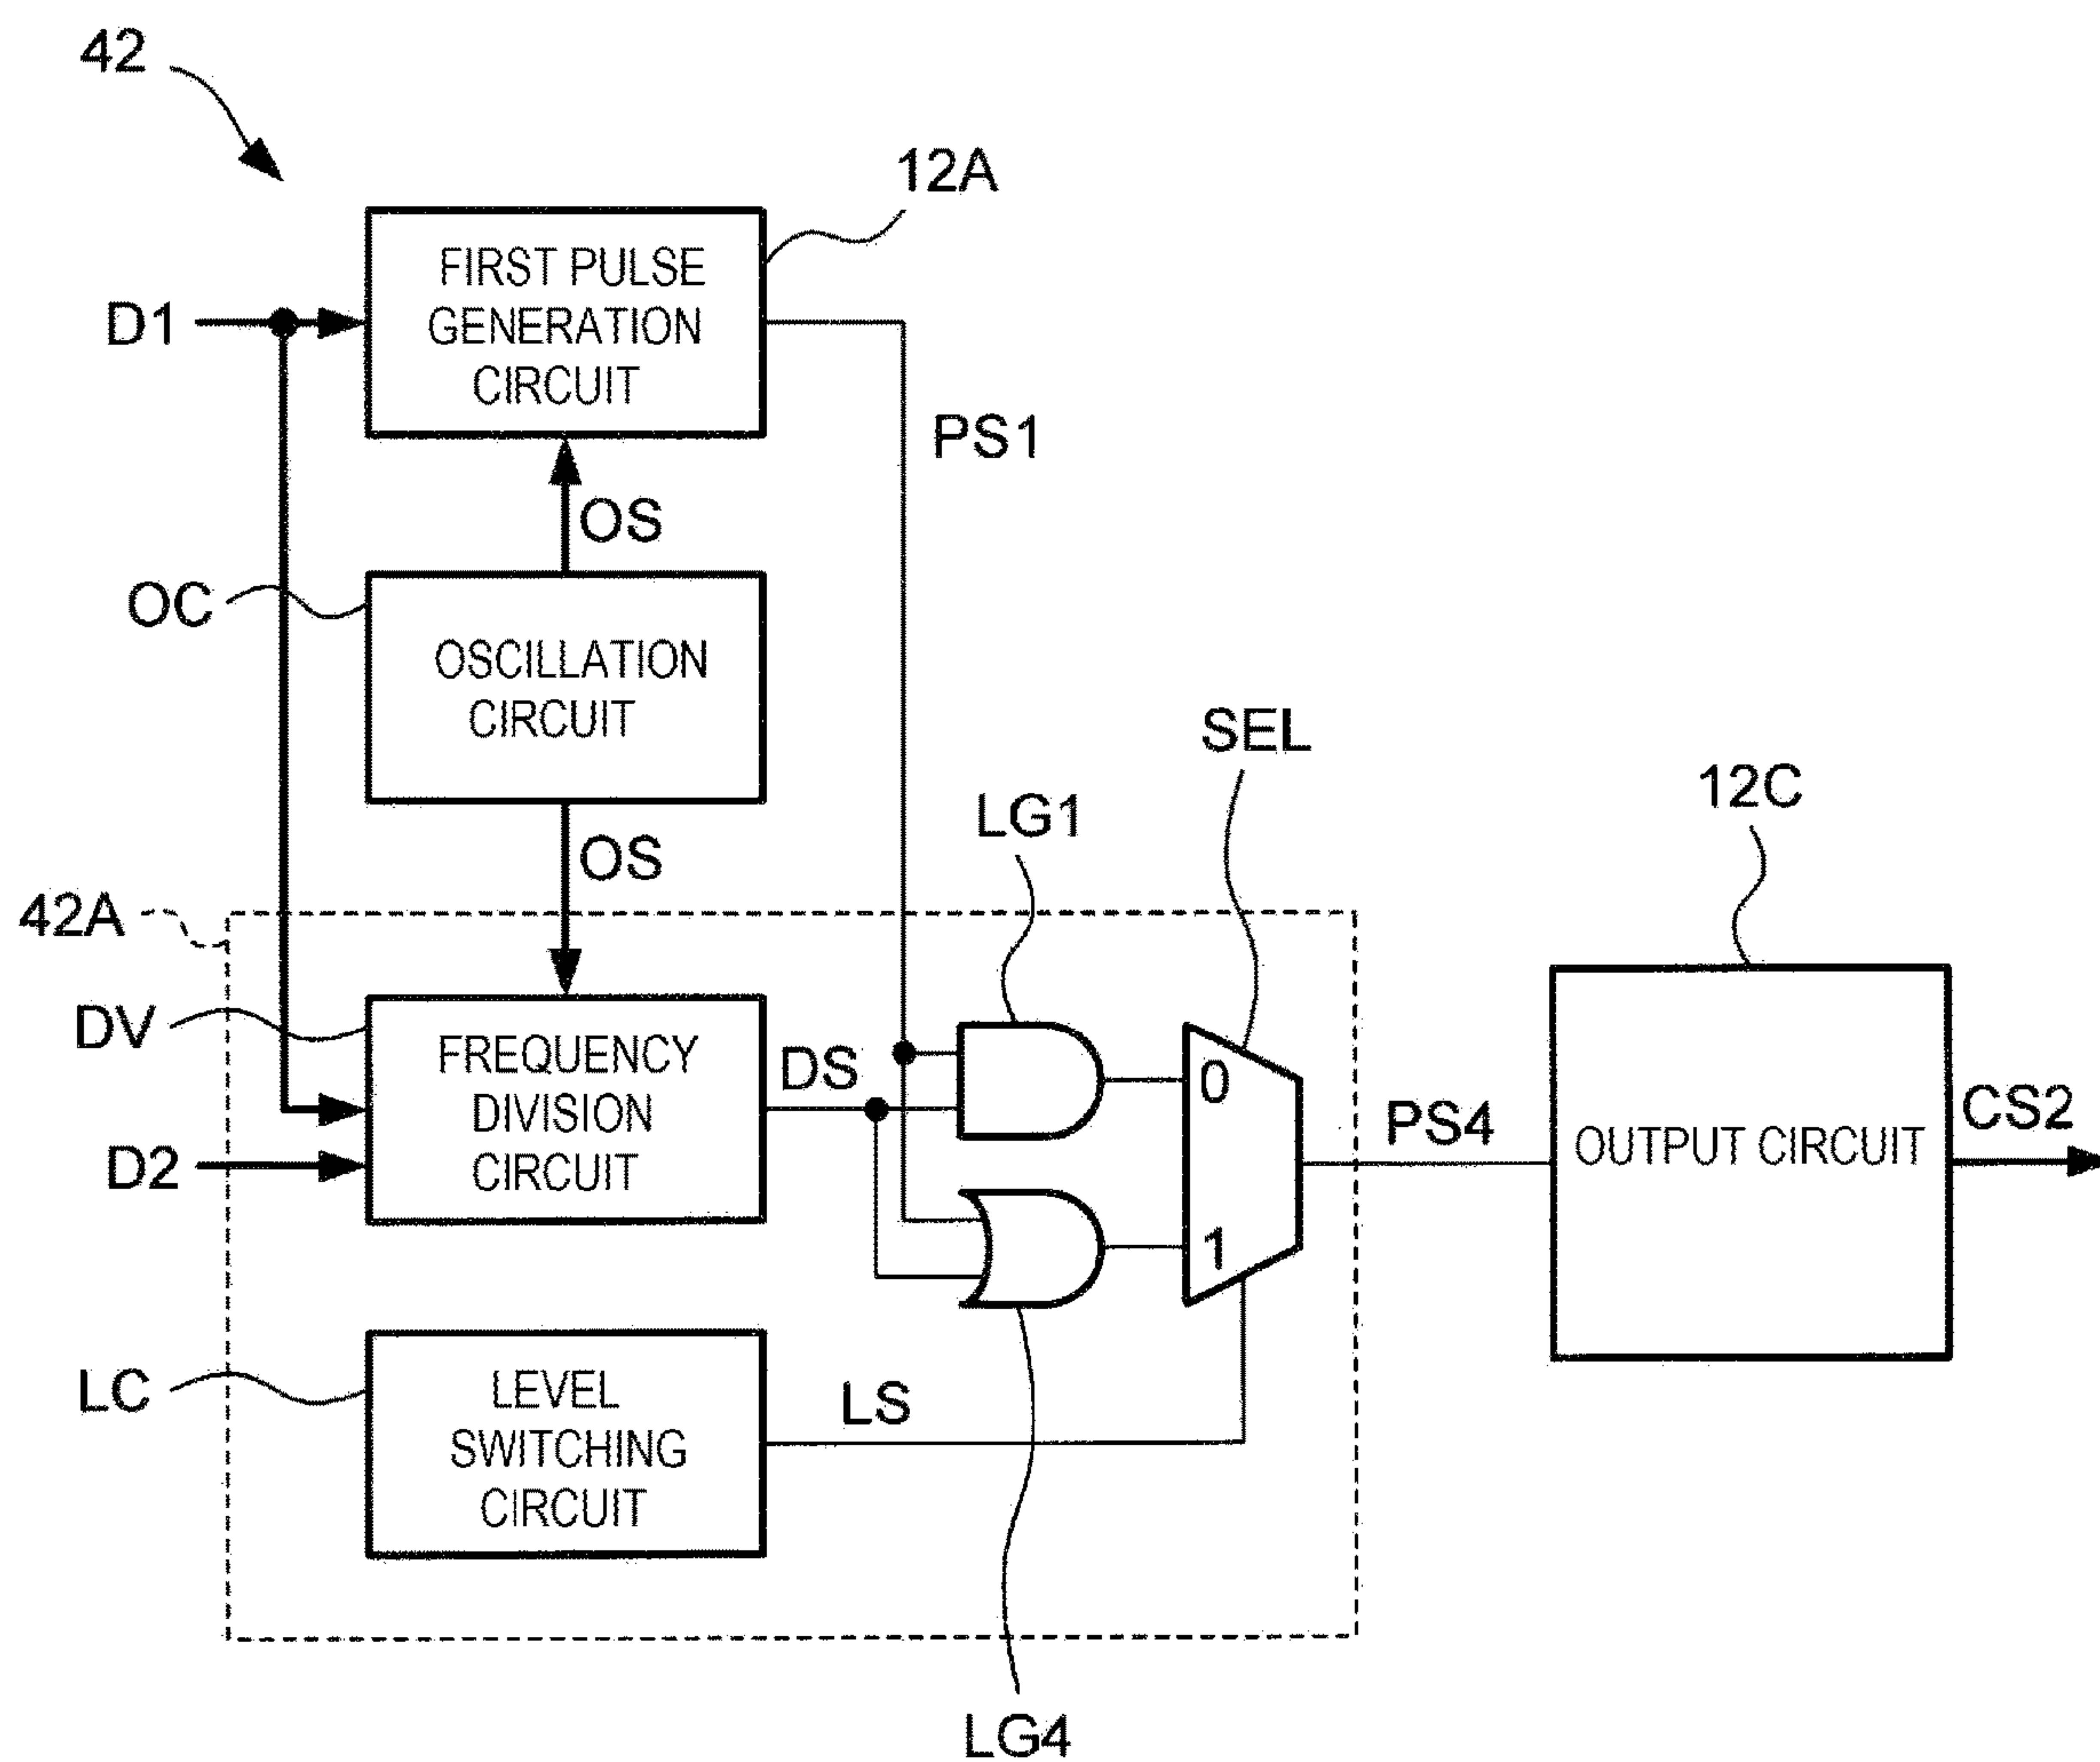 42
12A
FIRST PULSE
GENERATION
CIRCUIT
D1
PS1
OS
OC
OSCILLATION
CIRCUIT
SEL
12C
LG1
OS
42A
DV
FREQUENCY
DIVISION
CIRCUIT
DS
0
PS4
OUTPUT CIRCUIT
CS2
D2
1
LC
LEVEL
SWITCHING
CIRCUIT
LS
LG4